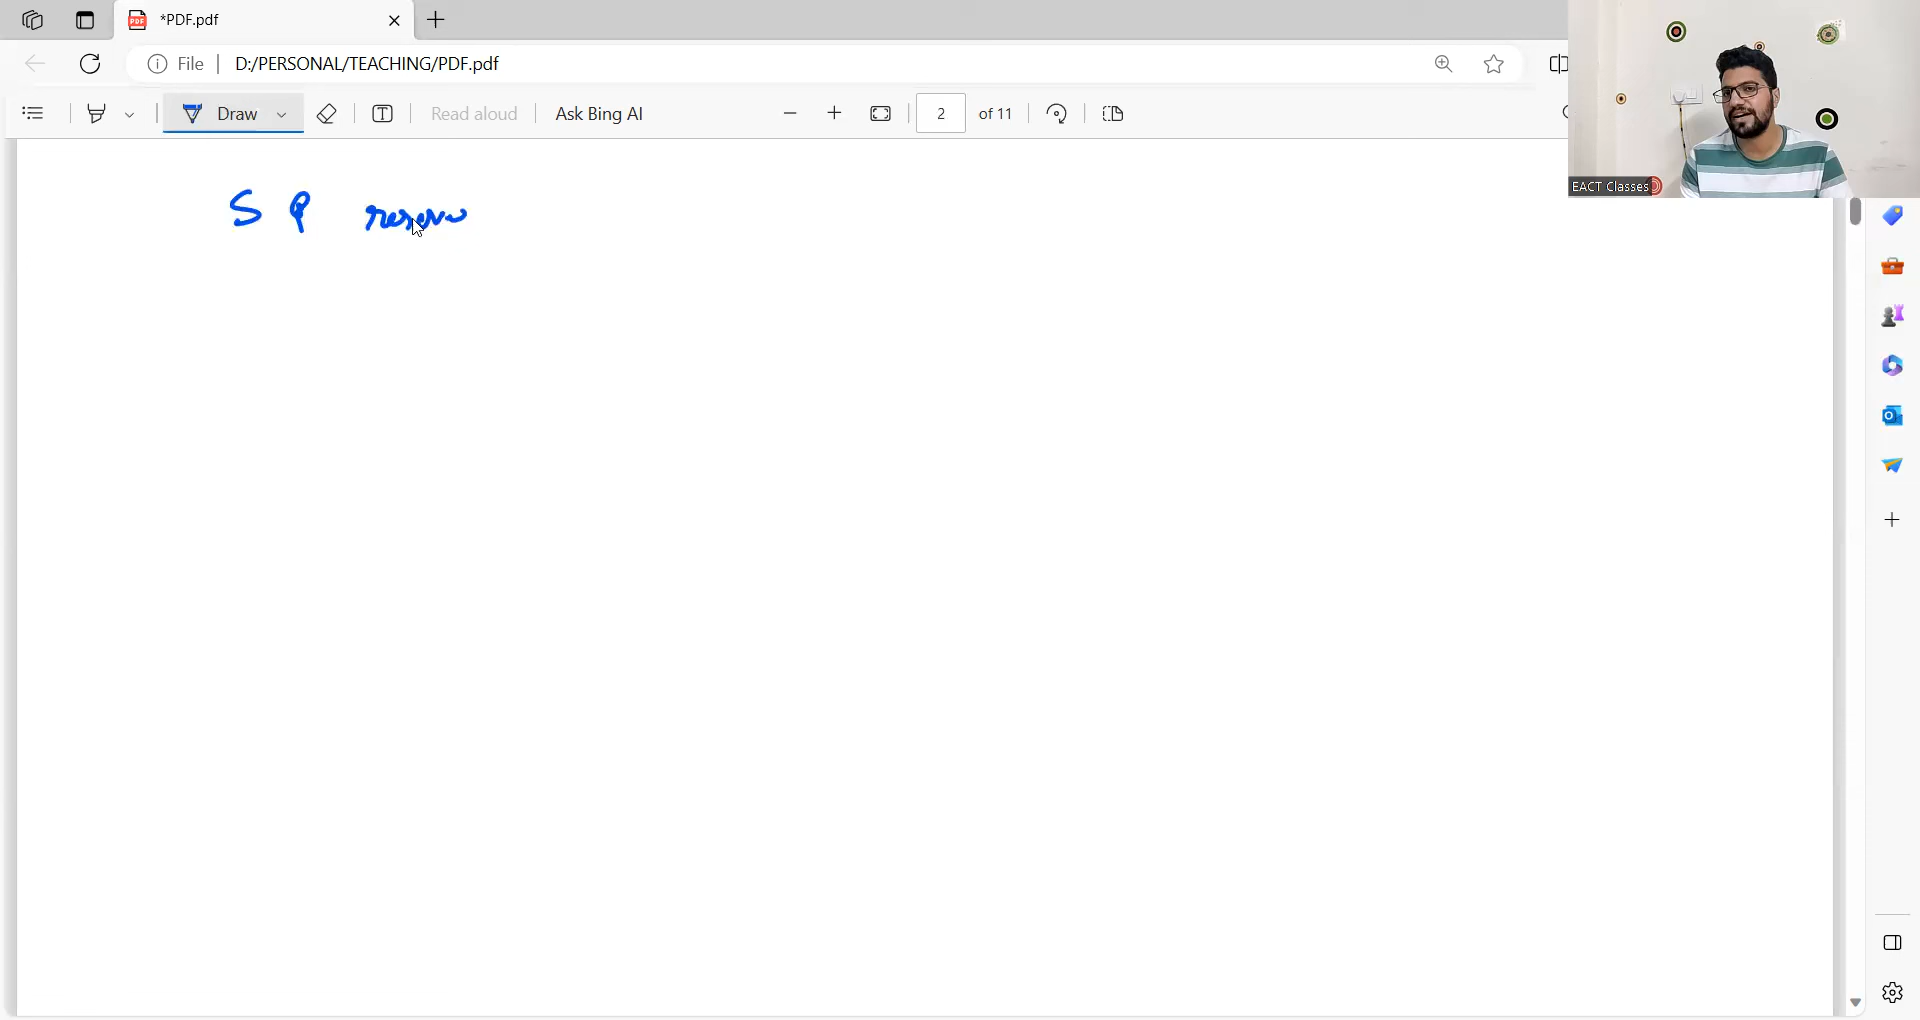 *PDF.pdf
File | D:/PERSONAL/TEACHING/PDF.pdf
Draw Read aloud Ask Bing AI 2 of 11
EACT Classes
S P